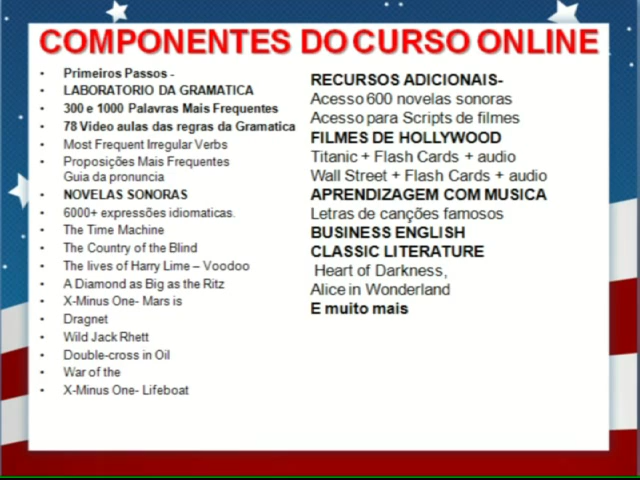 COMPONENTES DO CURSO ONLINE
• Primeiros Passos -
• LABORATORIO DA GRAMATICA
• 300 e 1000 Palavras Mais Frequentes
• 78 Video aulas das regras da Gramatica
• Most Frequent Irregular Verbs
• Proposições Mais Frequentes
Guia da pronuncia
• NOVELAS SONORAS
• 6000+ expressões idiomaticas.
• The Time Machine
• The Country of the Blind
• The lives of Harry Lime – Voodoo
• A Diamond as Big as the Ritz
• X-Minus One- Mars is
• Dragnet
• Wild Jack Rhett
• Double-cross in Oil
• War of the
• X-Minus One- Lifeboat
RECURSOS ADICIONAIS-
Acesso 600 novelas sonoras
Acesso para Scripts de filmes
FILMES DE HOLLYWOOD
Titanic + Flash Cards + audio
Wall Street + Flash Cards + audio
APRENDIZAGEM COM MUSICA
Letras de canções famosos
BUSINESS ENGLISH
CLASSIC LITERATURE
Heart of Darkness,
Alice in Wonderland
E muito mais